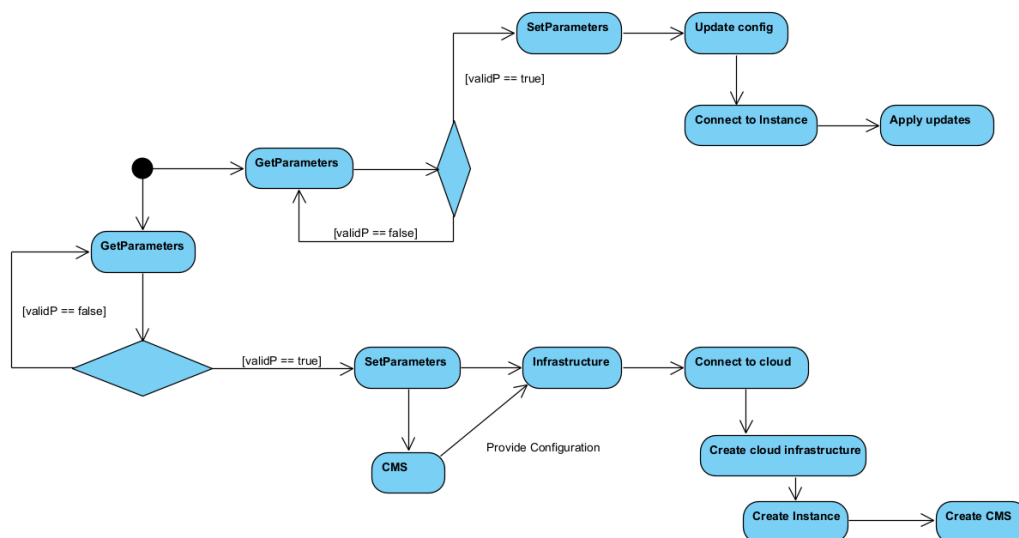 SetParameters
Update config
[validP == true]
Connect to Instance
Apply updates
GetParameters
[validP == false]
GetParameters
[validP == false]
[validP == true]
SetParameters
Infrastructure
Connect to cloud
Provide Configuration
CMS
Create cloud infrastructure
Create Instance
Create CMS